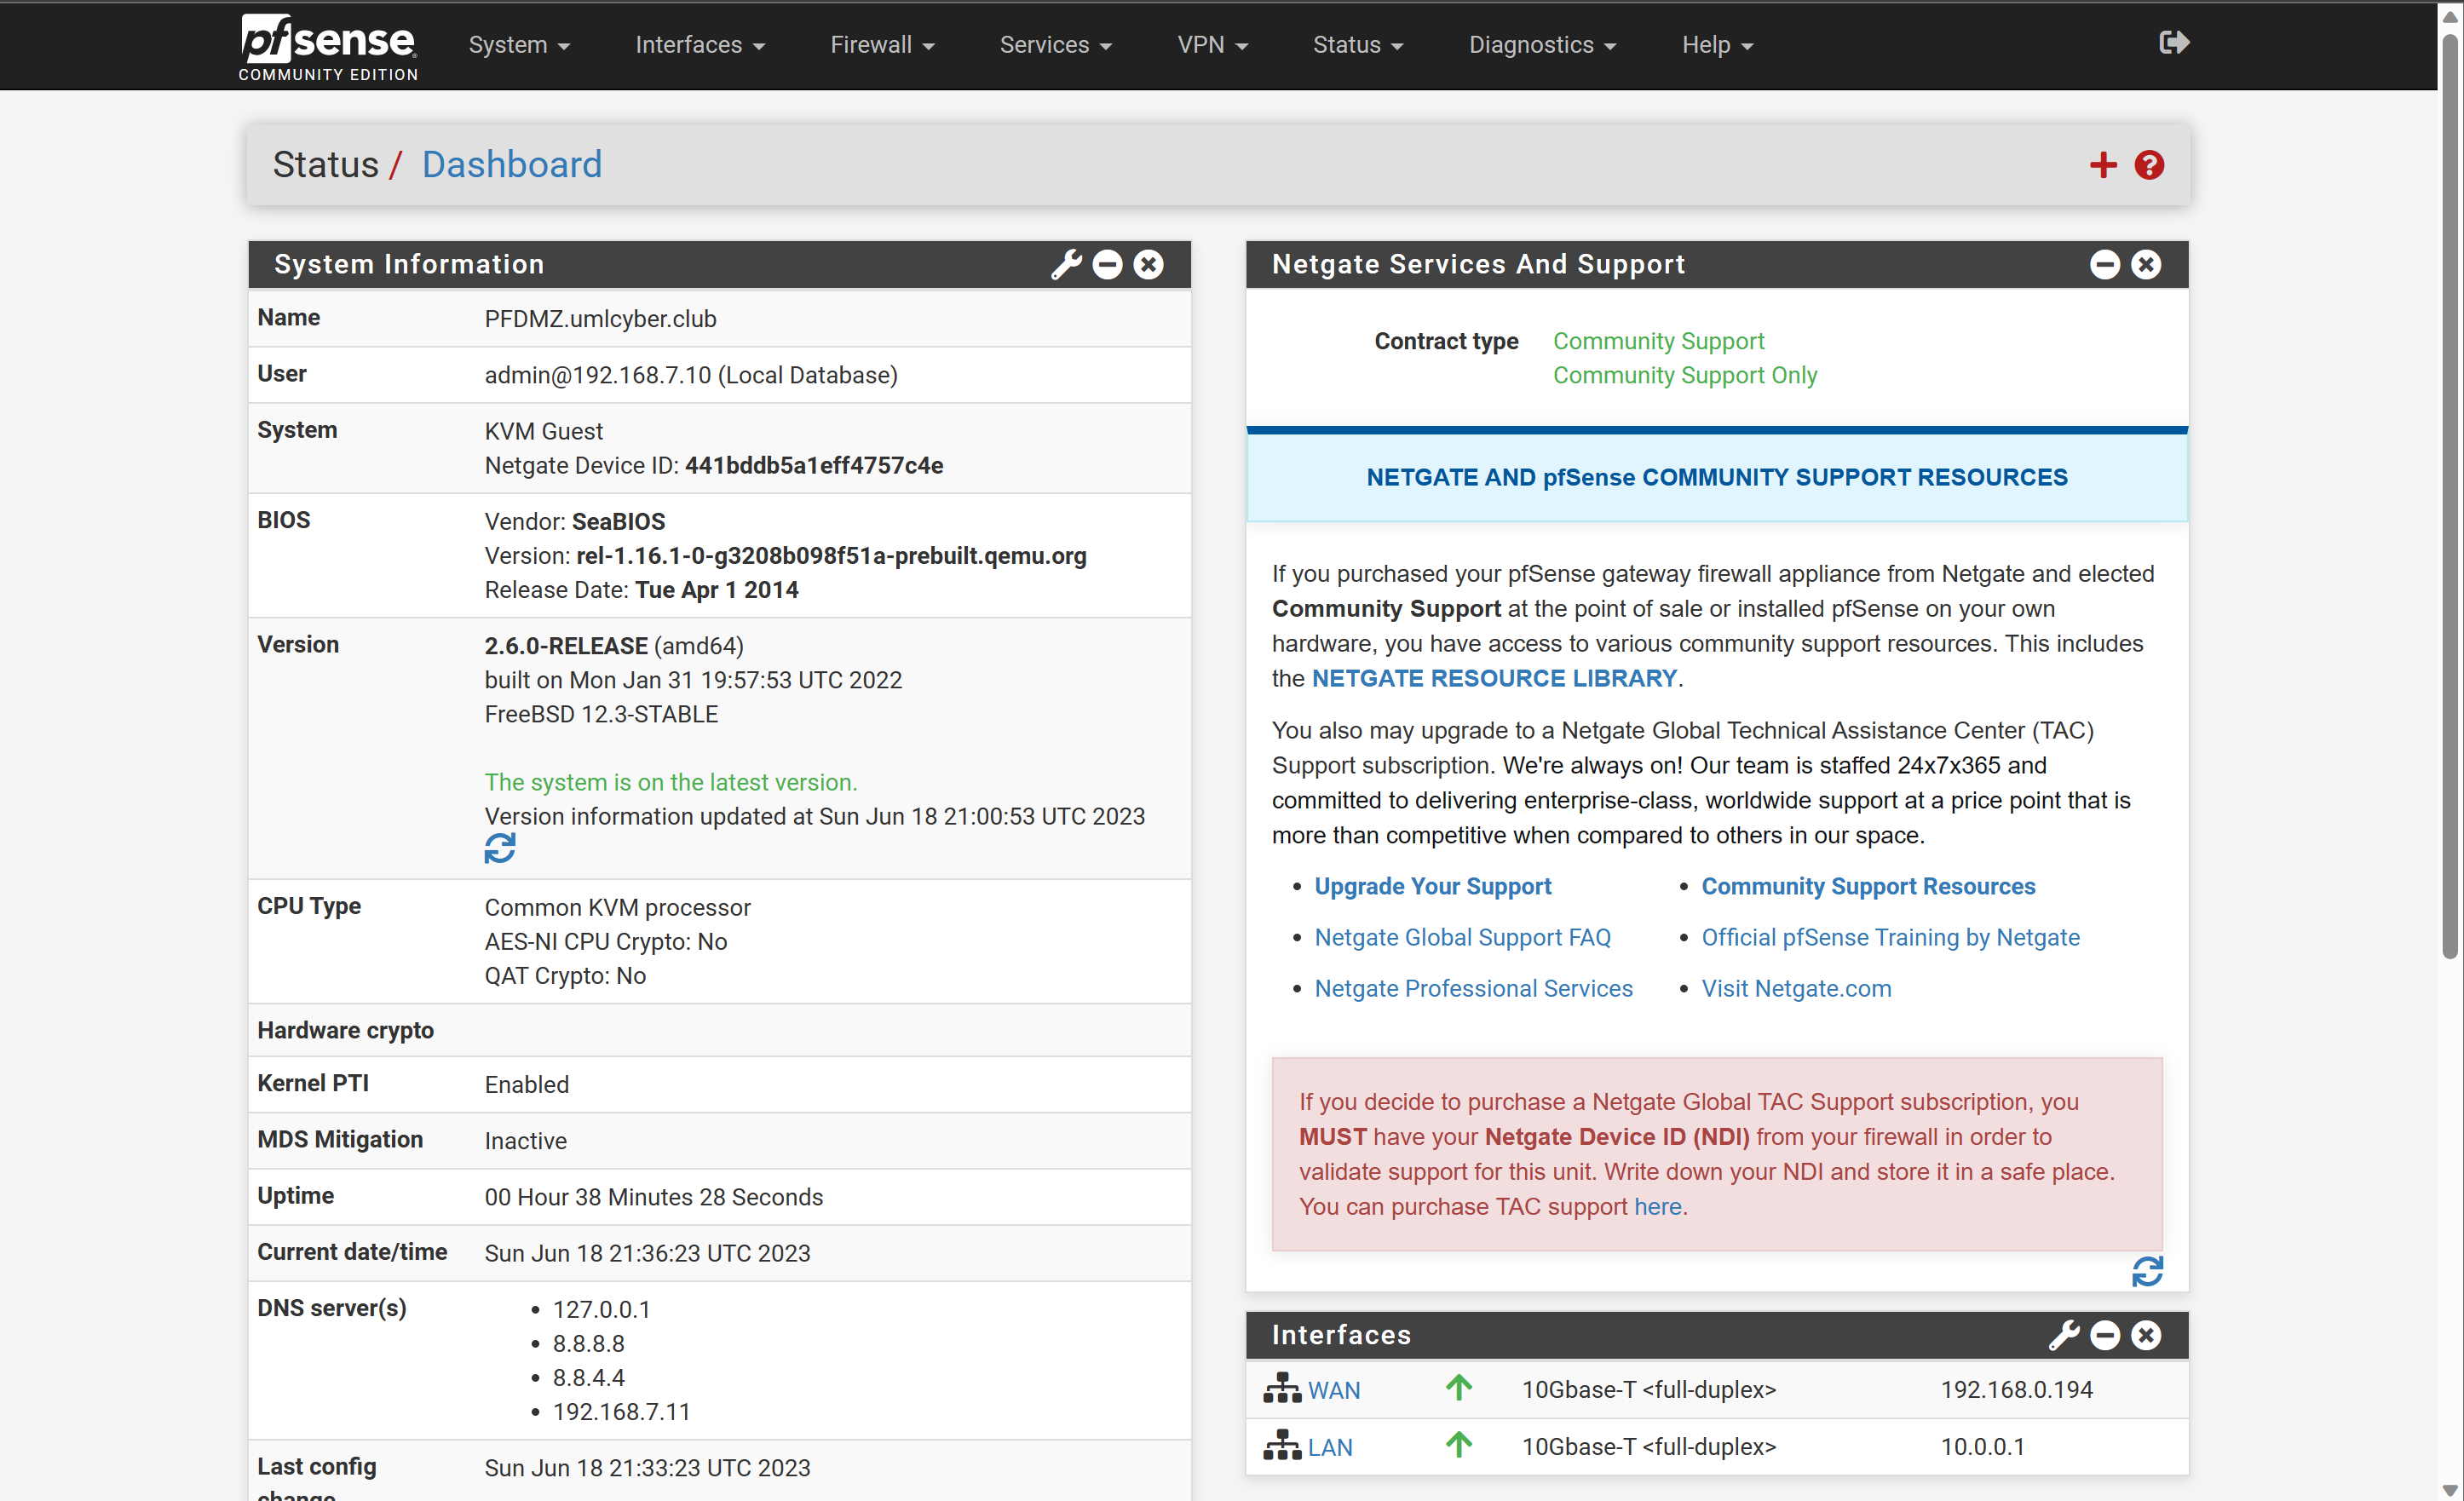 pfsense
COMMUNITY EDITION
System
Interfaces
Firewall
Services
VPN
Status
Diagnostics
Help
Status / Dashboard
System Information
Name PFDMZ.umlcyber.club
User admin@192.168.7.10 (Local Database)
System KVM Guest
Netgate Device ID: 441bddb5a1eff4757c4e
BIOS Vendor: SeaBIOS
Version: rel-1.16.1-0-g3208b098f51a-prebuilt.qemu.org
Release Date: Tue Apr 1 2014
Version 2.6.0-RELEASE (amd64)
built on Mon Jan 31 19:57:53 UTC 2022
FreeBSD 12.3-STABLE
The system is on the latest version.
Version information updated at Sun Jun 18 21:00:53 UTC 2023
CPU Type Common KVM processor
AES-NI CPU Crypto: No
QAT Crypto: No
Hardware crypto
Kernel PTI Enabled
MDS Mitigation Inactive
Uptime 00 Hour 38 Minutes 28 Seconds
Current date/time Sun Jun 18 21:36:23 UTC 2023
DNS server(s) • 127.0.0.1
• 8.8.8.8
• 8.8.4.4
• 192.168.7.11
Last config Sun Jun 18 21:33:23 UTC 2023
change
Netgate Services And Support
Contract type Community Support
Community Support Only
NETGATE AND pfSense COMMUNITY SUPPORT RESOURCES
If you purchased your pfSense gateway firewall appliance from Netgate and elected
Community Support at the point of sale or installed pfSense on your own
hardware, you have access to various community support resources. This includes
the NETGATE RESOURCE LIBRARY.
You also may upgrade to a Netgate Global Technical Assistance Center (TAC)
Support subscription. We're always on! Our team is staffed 24x7x365 and
committed to delivering enterprise-class, worldwide support at a price point that is
more than competitive when compared to others in our space.
• Upgrade Your Support • Community Support Resources
• Netgate Global Support FAQ • Official pfSense Training by Netgate
• Netgate Professional Services • Visit Netgate.com
If you decide to purchase a Netgate Global TAC Support subscription, you
MUST have your Netgate Device ID (NDI) from your firewall in order to
validate support for this unit. Write down your NDI and store it in a safe place.
You can purchase TAC support here.
Interfaces
WAN 10Gbase-T <full-duplex> 192.168.0.194
LAN 10Gbase-T <full-duplex> 10.0.0.1